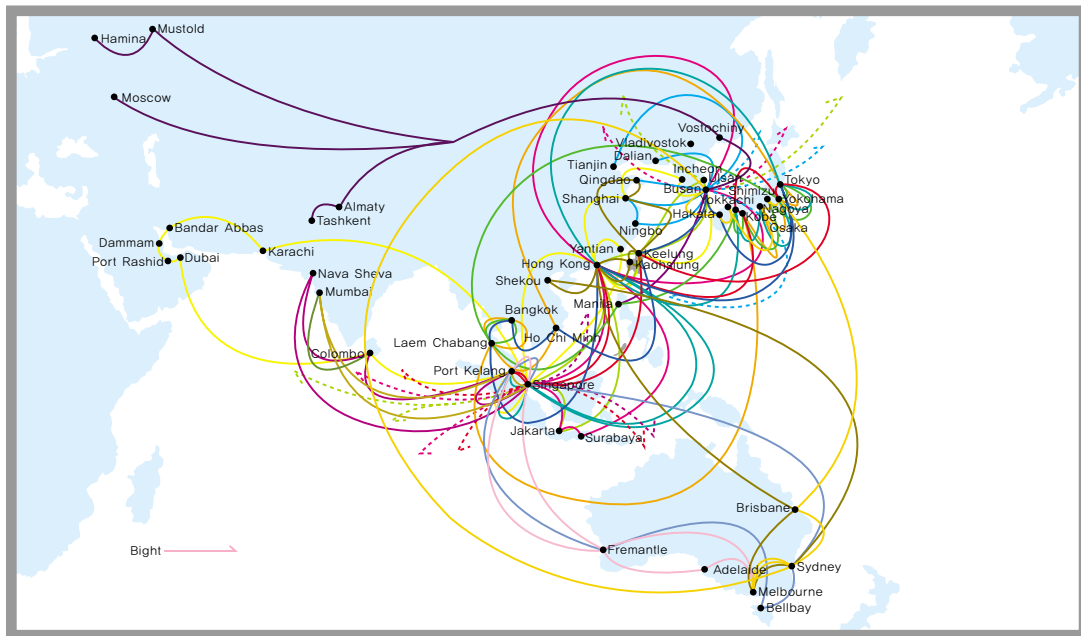 Mustold
Hamina
Moscow
Vostochiny
Vladivostok
Dalian
Tianjin
Incheon
Qingdao
Ulsan
Tokyo
Busan
Shimizu
Shanghai
Yokkachi
Yokohama
Almaty
Nagoya
Hakata
Kobe
Tashkent
Osaka
Bandar Abbas
Ningbo
Dammam
Yantian
Karachi
Keelung
Port Rashid
Dubai
Hong Kong
Kaohsiung
Nava Sheva
Shekou
Mumbai
Manila
Bangkok
Ho Chi Minh
Laem Chabang
Colombo
Port Kelang
Singapore
Jakarta
Surabaya
Brisbane
Bight
Fremantle
Adelaide
Sydney
Melbourne
Bellbay